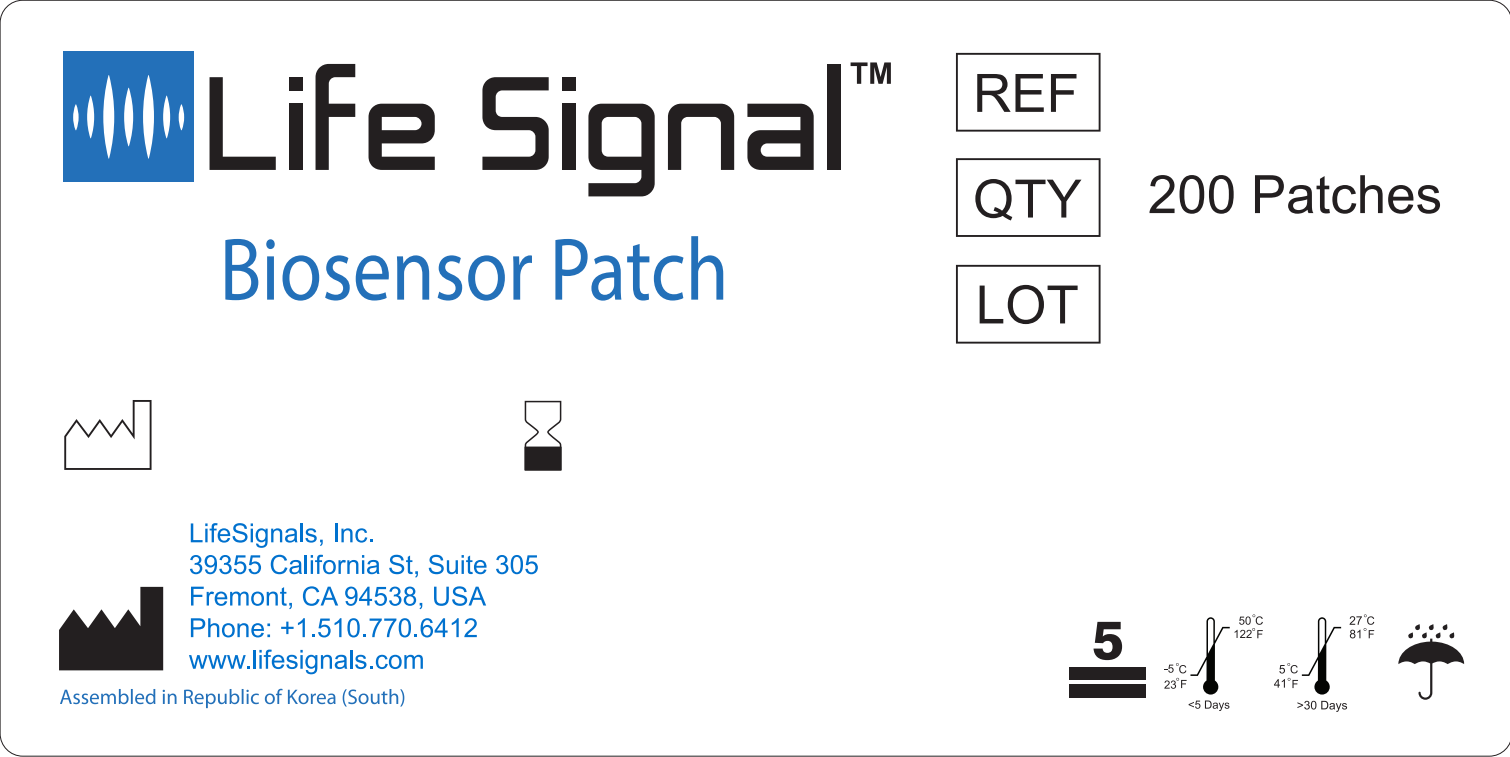 Life Signal™
Biosensor Patch
REF
QTY 200 Patches
LOT
LifeSignals, Inc.
39355 California St, Suite 305
Fremont, CA 94538, USA
Phone: +1.510.770.6412
www.lifesignals.com
Assembled in Republic of Korea (South)
5
50°C
122°F
-5°C
23°F
<5 Days
27°C
81°F
5°C
41°F
>30 Days